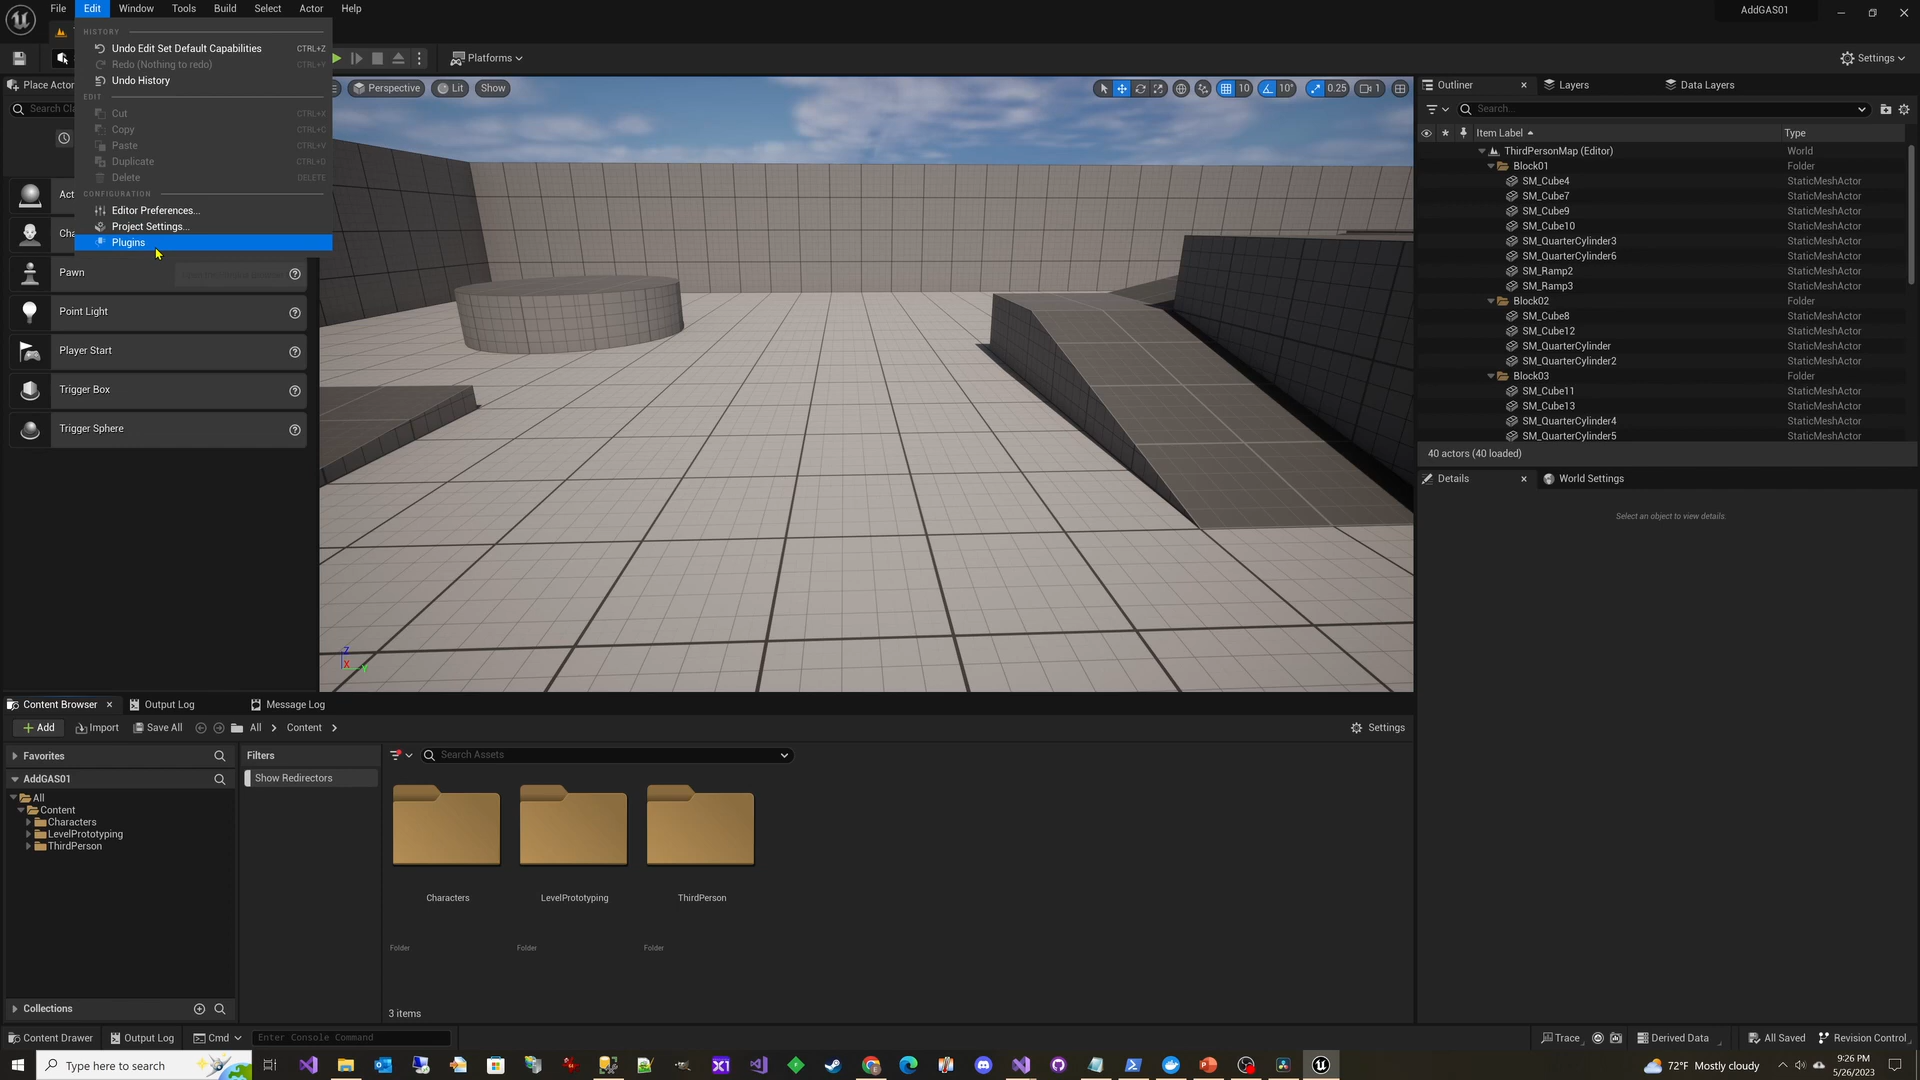 File Edit Window Tools Build Select Actor Help
AddGAS01
HISTORY
Undo Edit Set Default Capabilities CTRL+Z
Redo (Nothing to redo) CTRL+Y
Undo History
EDIT
Cut CTRL+X
Copy CTRL+C
Paste CTRL+V
Duplicate CTRL+D
Delete DELETE
CONFIGURATION
Editor Preferences...
Project Settings...
Plugins
Platforms
Settings
Place Actor
Search Cl
Act
Cha
Pawn
Point Light
Player Start
Trigger Box
Trigger Sphere
Perspective Lit Show
10 10° 0.25 1
Z
X
Y
Outliner Layers Data Layers
Search...
Item Label Type
ThirdPersonMap (Editor) World
Block01 Folder
SM_Cube4 StaticMeshActor
SM_Cube7 StaticMeshActor
SM_Cube9 StaticMeshActor
SM_Cube10 StaticMeshActor
SM_QuarterCylinder3 StaticMeshActor
SM_QuarterCylinder6 StaticMeshActor
SM_Ramp2 StaticMeshActor
SM_Ramp3 StaticMeshActor
Block02 Folder
SM_Cube8 StaticMeshActor
SM_Cube12 StaticMeshActor
SM_QuarterCylinder StaticMeshActor
SM_QuarterCylinder2 StaticMeshActor
Block03 Folder
SM_Cube11 StaticMeshActor
SM_Cube13 StaticMeshActor
SM_QuarterCylinder4 StaticMeshActor
SM_QuarterCylinder5 StaticMeshActor
40 actors (40 loaded)
Details World Settings
Select an object to view details.
Content Browser Output Log Message Log
Add Import Save All All Content Settings
Favorites
AddGAS01
All
Content
Characters
LevelPrototyping
ThirdPerson
Collections
Filters
Show Redirectors
Search Assets
Characters LevelPrototyping ThirdPerson
Folder Folder Folder
3 items
Content Drawer Output Log Cmd Enter Console Command
Trace Derived Data All Saved Revision Control
Type here to search
72°F Mostly cloudy
9:26 PM
5/26/2023